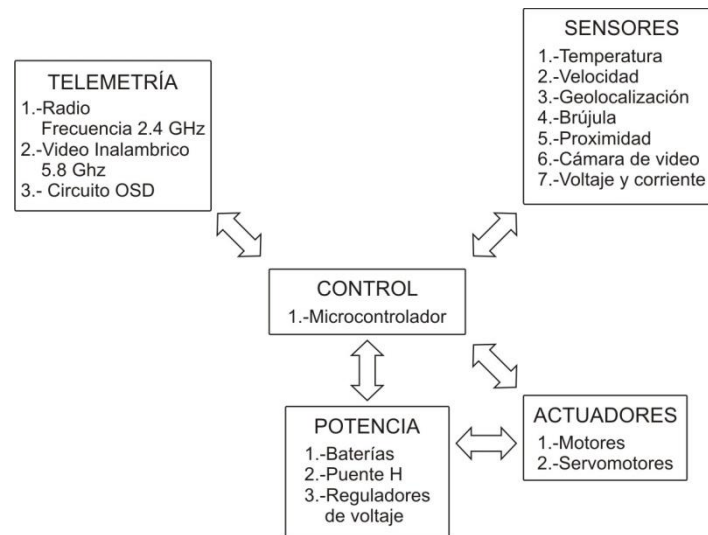 TELEMETRÍA
1.-Radio
Frecuencia 2.4 GHz
2.-Video Inalambrico
5.8 Ghz
3.- Circuito OSD
SENSORES
1.-Temperatura
2.-Velocidad
3.-Geolocalización
4.-Brújula
5.-Proximidad
6.-Cámara de video
7.-Voltaje y corriente
CONTROL
1.-Microcontrolador
POTENCIA
1.-Baterías
2.-Puente H
3.-Reguladores
de voltaje
ACTUADORES
1.-Motores
2.-Servomotores